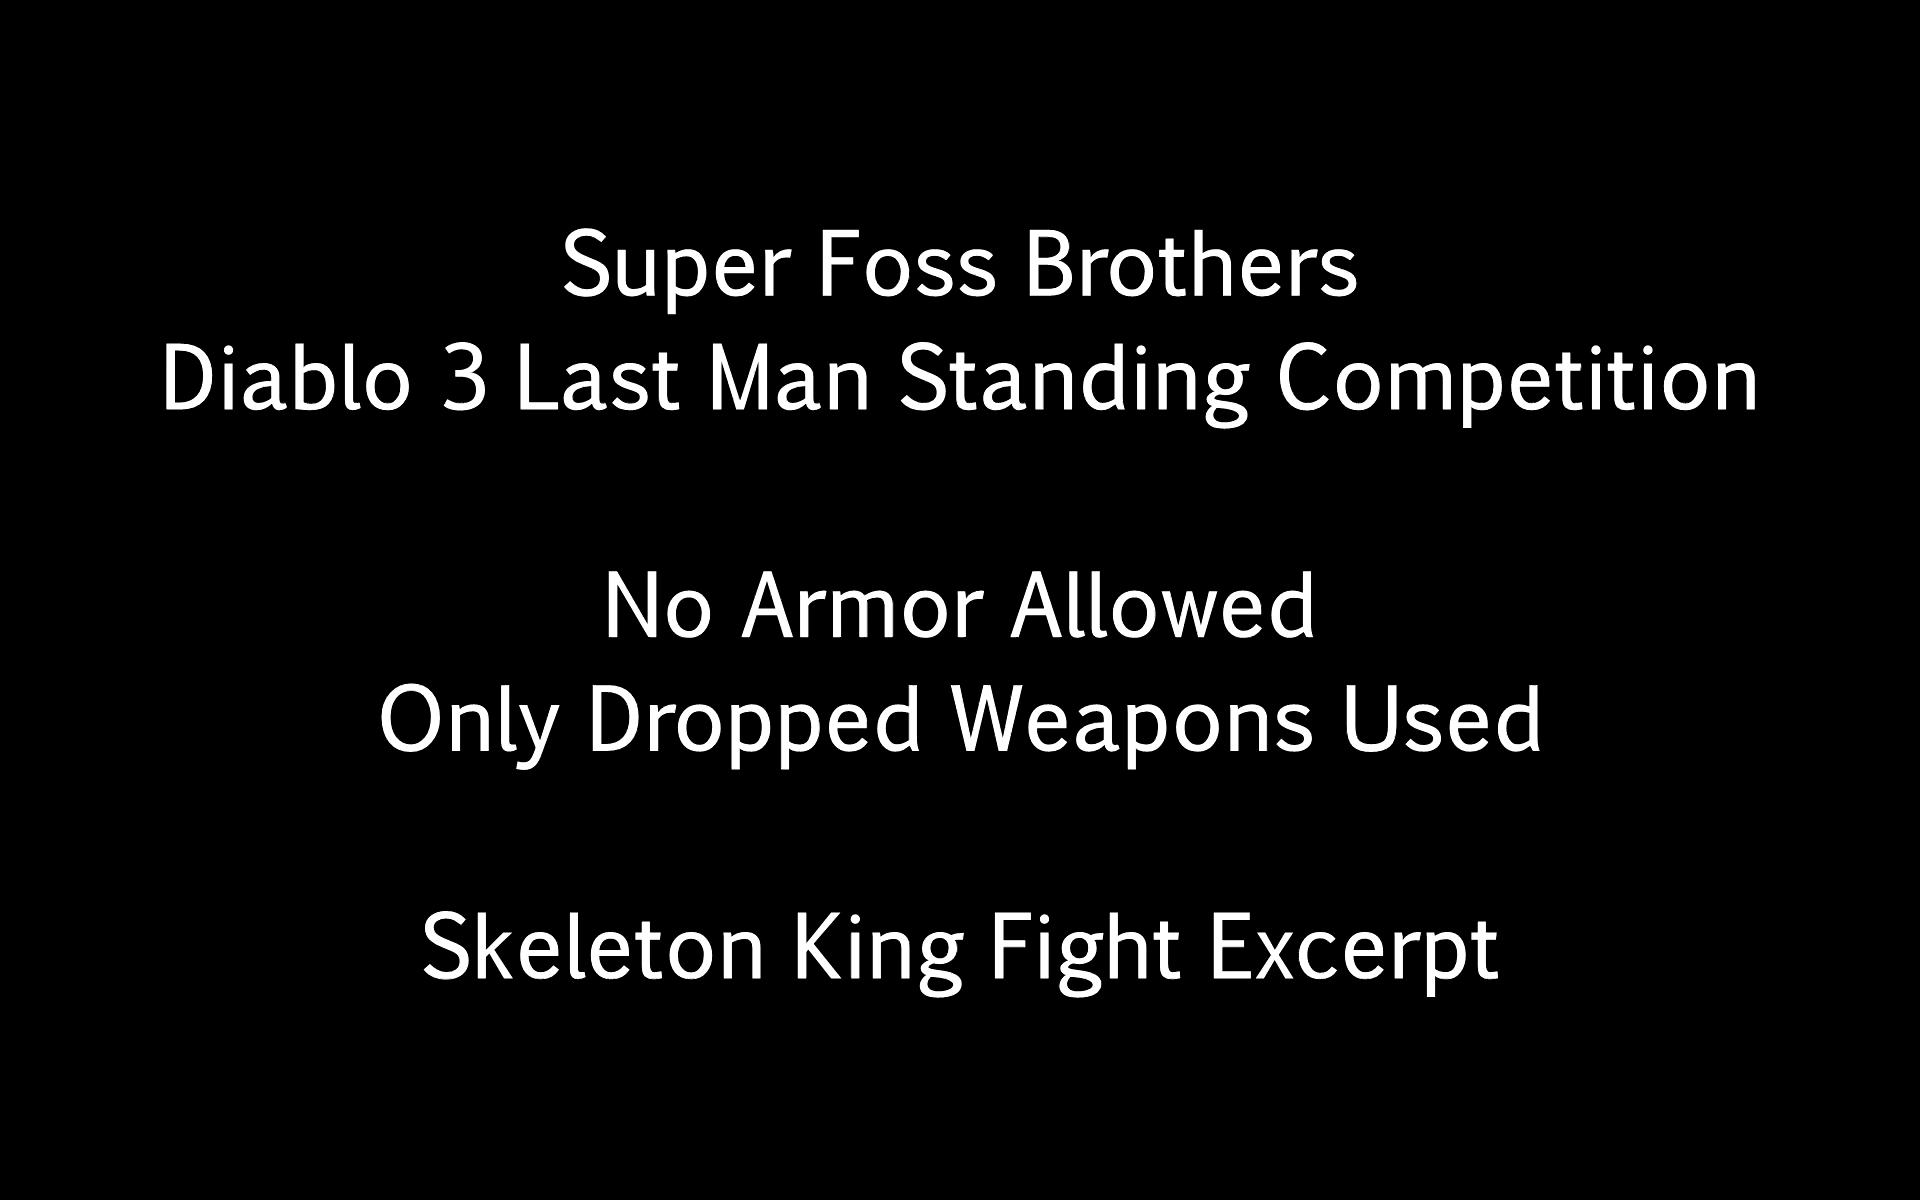 Super Foss Brothers
Diablo 3 Last Man Standing Competition
No Armor Allowed
Only Dropped Weapons Used
Skeleton King Fight Excerpt